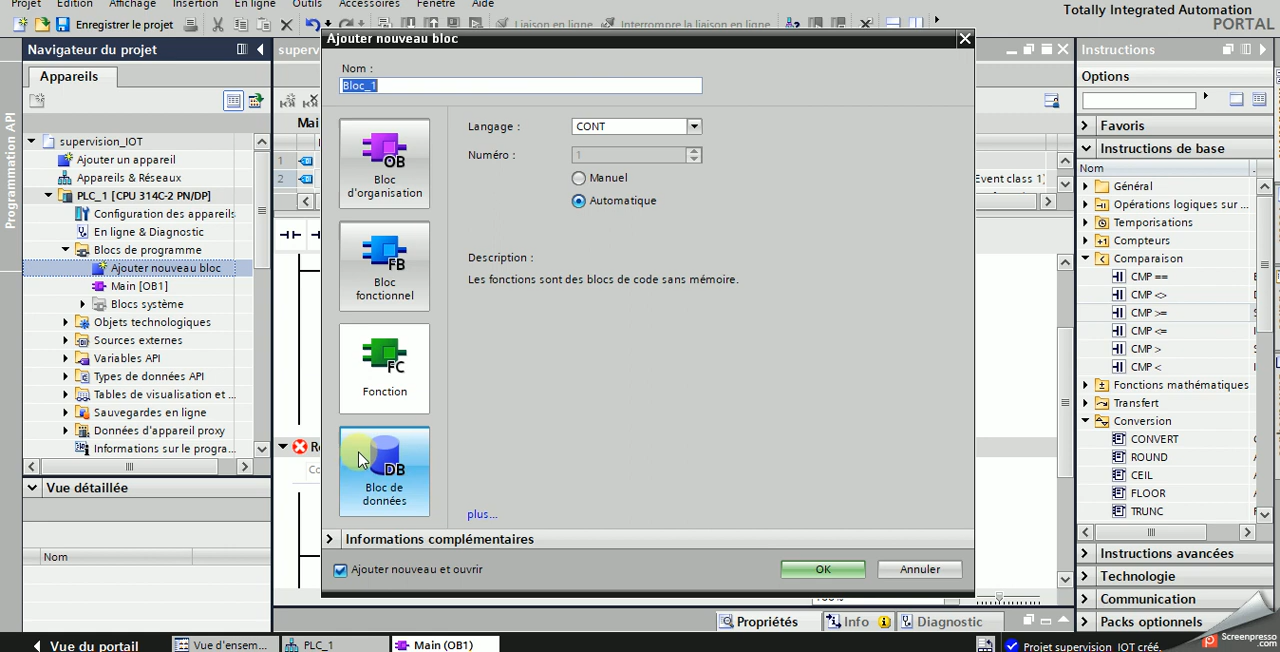 Projet Edition Affichage Insertion En ligne Outils Accessoires Fenêtre Aide
Totally Integrated Automation
PORTAL
Enregistrer le projet
Liaison en ligne
Interrompre la liaison en ligne
Programmation API
Navigateur du projet
Appareils
supervision_IOT
Ajouter un appareil
Appareils & Réseaux
PLC_1 [CPU 314C-2 PN/DP]
Configuration des appareils
En ligne & Diagnostic
Blocs de programme
Ajouter nouveau bloc
Main [OB1]
Blocs système
Objets technologiques
Sources externes
Variables API
Types de données API
Tables de visualisation et ...
Sauvegardes en ligne
Données d'appareil proxy
Informations sur le progra...
Vue détaillée
Nom
superv
Mai
1
2
Event class 1)
Ajouter nouveau bloc
Nom :
Bloc_1
OB
Bloc
d'organisation
FB
Bloc
fonctionnel
FC
Fonction
DB
Bloc de
données
Langage :
CONT
Numéro :
1
Manuel
Automatique
Description :
Les fonctions sont des blocs de code sans mémoire.
plus...
Informations complémentaires
Ajouter nouveau et ouvrir
OK
Annuler
Instructions
Options
Favoris
Instructions de base
Nom
Général
Opérations logiques sur ...
Temporisations
Compteurs
Comparaison
CMP ==
CMP <>
CMP >=
CMP <=
CMP >
CMP <
Fonctions mathématiques
Transfert
Conversion
CONVERT
ROUND
CEIL
FLOOR
TRUNC
Instructions avancées
Technologie
Communication
Packs optionnels
100%
Propriétés
Info
Diagnostic
Vue du portail
Vue d'ensem...
PLC_1
Main (OB1)
Projet supervision_IOT créé.
Screenpresso
.com